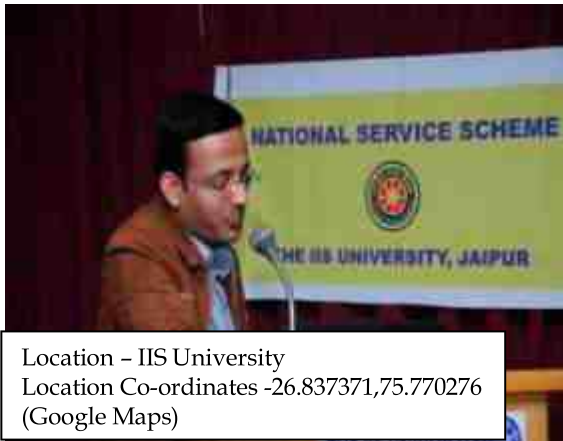 NATIONAL SERVICE SCHEME
THE IIS UNIVERSITY, JAIPUR
Location – IIS University
Location Co-ordinates -26.837371,75.770276
(Google Maps)